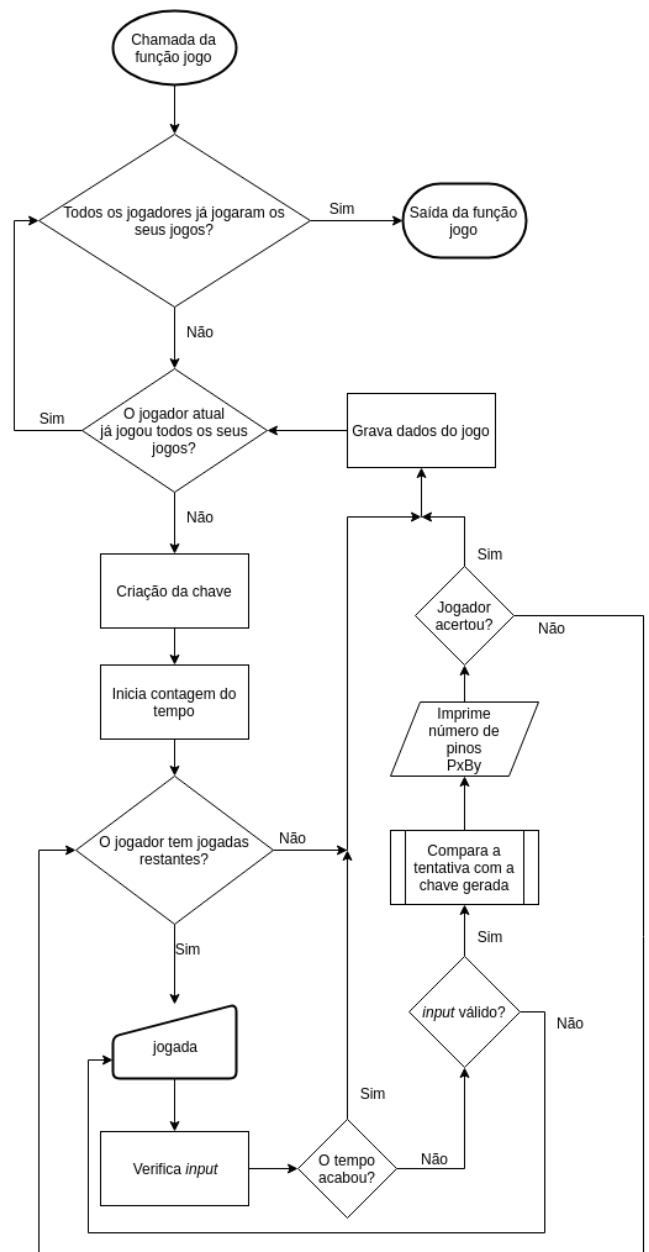 Chamada da
função jogo
Todos os jogadores já jogaram os
seus jogos?
Sim
Saída da função
jogo
Não
O jogador atual
já jogou todos os seus
jogos?
Sim
Grava dados do jogo
Não
Criação da chave
Inicia contagem do
tempo
O jogador tem jogadas
restantes?
Não
Sim
jogada
Verifica input
O tempo
acabou?
Sim
Não
input válido?
Não
Sim
Compara a
tentativa com a
chave gerada
Imprime
número de
pinos
PxBy
Jogador
acertou?
Sim
Não